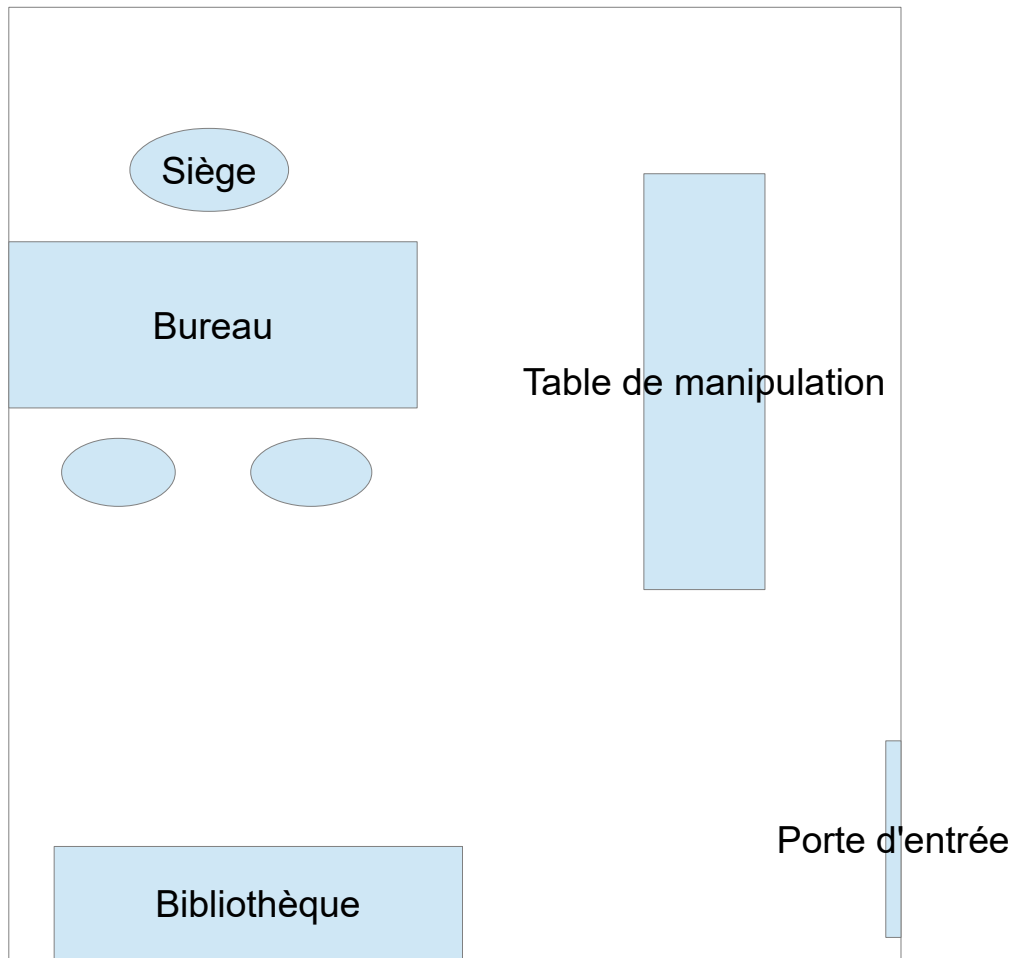 Siège
Bureau
Table de manipulation
Porte d'entrée
Bibliothèque